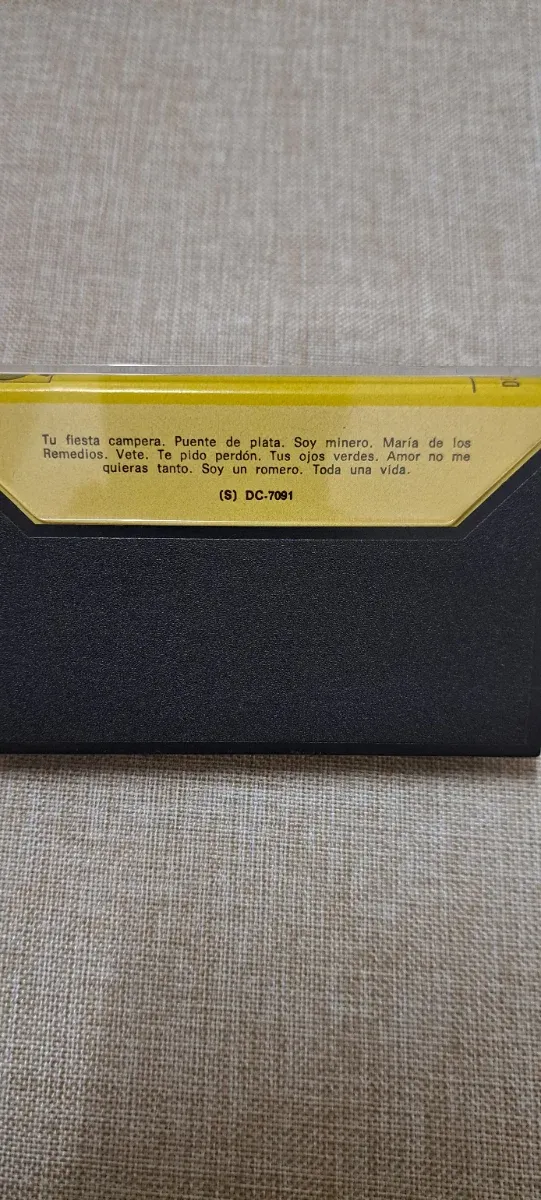 Tu fiesta campera. Puente de plata. Soy minero. María de los
Remedios. Vete. Te pido perdón. Tus ojos verdes. Amor no me
quieras tanto. Soy un romero. Toda una vida.
(S) DC-7091